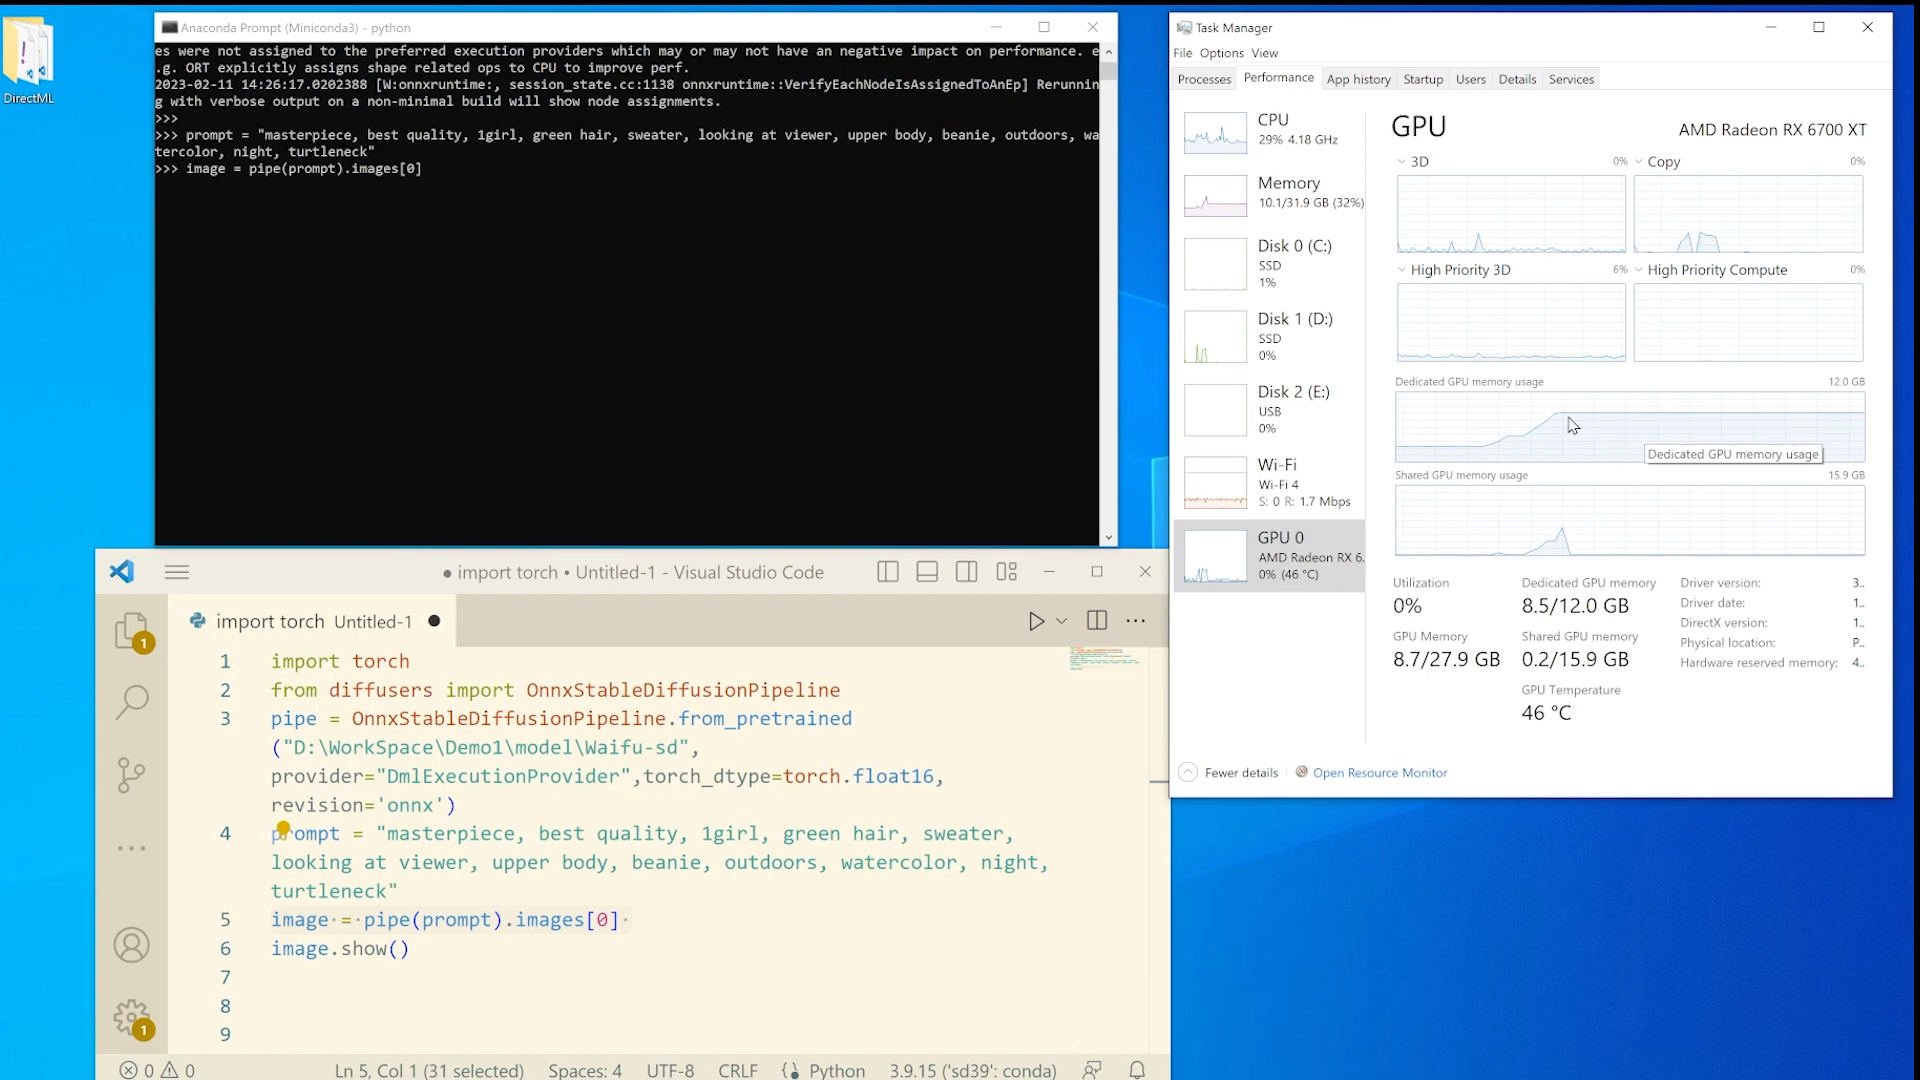 DirectML
Anaconda Prompt (Miniconda3) - python
es were not assigned to the preferred execution providers which may or may not have an negative impact on performance. e
.g. ORT explicitly assigns shape related ops to CPU to improve perf.
2023-02-11 14:26:17.0202388 [W:onnxruntime:, session_state.cc:1138 onnxruntime::VerifyEachNodeIsAssignedToAnEp] Rerunnin
g with verbose output on a non-minimal build will show node assignments.
>>>
>>> prompt = "masterpiece, best quality, 1girl, green hair, sweater, looking at viewer, upper body, beanie, outdoors, wa
tercolor, night, turtleneck"
>>> image = pipe(prompt).images[0]
Task Manager
File Options View
Processes Performance App history Startup Users Details Services
CPU
29% 4.18 GHz
Memory
10.1/31.9 GB (32%)
Disk 0 (C:)
SSD
1%
Disk 1 (D:)
SSD
0%
Disk 2 (E:)
USB
0%
Wi-Fi
Wi-Fi 4
S: 0 R: 1.7 Mbps
GPU 0
AMD Radeon RX 6.
0% (46 °C)
GPU AMD Radeon RX 6700 XT
3D 0% Copy 0%
High Priority 3D 6% High Priority Compute 0%
Dedicated GPU memory usage 12.0 GB
Dedicated GPU memory usage
Shared GPU memory usage 15.9 GB
Utilization
0%
GPU Memory
8.7/27.9 GB
Dedicated GPU memory
8.5/12.0 GB
Shared GPU memory
0.2/15.9 GB
GPU Temperature
46 °C
Driver version: 3..
Driver date: 1..
DirectX version: 1..
Physical location: P..
Hardware reserved memory: 4..
Fewer details Open Resource Monitor
● import torch • Untitled-1 - Visual Studio Code
import torch Untitled-1 ●
1 import torch
2 from diffusers import OnnxStableDiffusionPipeline
3 pipe = OnnxStableDiffusionPipeline.from_pretrained
("D:\WorkSpace\Demo1\model\Waifu-sd",
provider="DmlExecutionProvider",torch_dtype=torch.float16,
revision='onnx')
4 prompt = "masterpiece, best quality, 1girl, green hair, sweater,
looking at viewer, upper body, beanie, outdoors, watercolor, night,
turtleneck"
5 image·=·pipe(prompt).images[0]·
6 image.show()
7
8
9
1
1
0 0 Ln 5, Col 1 (31 selected) Spaces: 4 UTF-8 CRLF Python 3.9.15 ('sd39': conda)